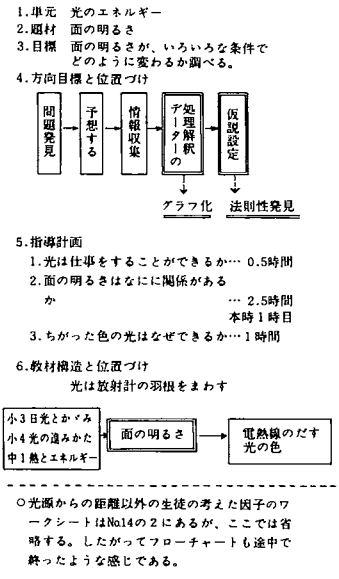 1.単元 光のエネルギー
2.題材 面の明るさ
3.目標 面の明るさが、いろいろな条件で
どのように変わるか調べる。
4.方向目標と位置づけ
問題発見
予想する
情報収集
データーの
処理解釈
仮説設定
グラフ化
法則性発見
5.指導計画
1.光は仕事をすることができるか… 0.5時間
2.面の明るさはなにに関係がある
か … 2.5時間
本時1時目
3.ちがった色の光はなぜできるか…1時間
6.教材構造と位置づけ
光は放射計の羽根をまわす
小3日光とかがみ
小4光の進みかた
中1熱とエネルギー
面の明るさ
電熱線のだす
光の色
○光源からの距離以外の生徒の考えた因子のワ
ークシートはNo.14の2にあるが、ここでは省
略する。したがってフローチャートも途中で
終ったような感じである。